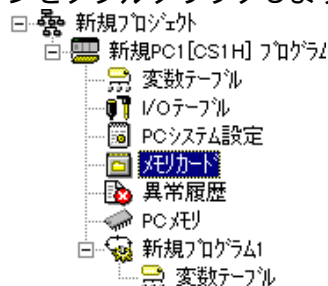 新規プロジェクト
新規PC1[CS1H] プログラム
変数テーブル
I/Oテーブル
PCシステム設定
メモリカード
異常履歴
PCメモリ
新規プログラム1
変数テーブル